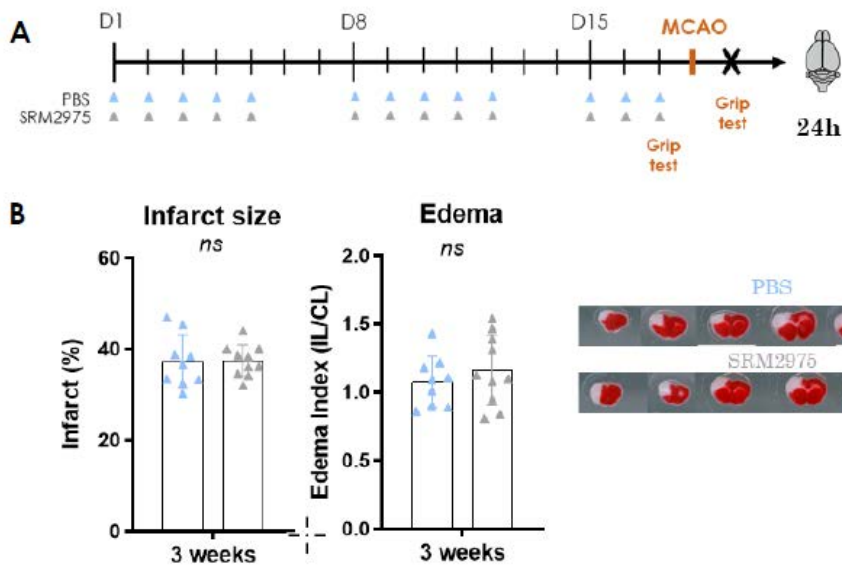 A
D1
D8
D15
MCAO
PBS
SRM2975
Grip
test
Grip
test
24h
B
Infarct size
ns
Infarct (%)
60
40
20
0
3 weeks
Edema
ns
Edema Index (IL/CL)
2.0
1.5
1.0
0.5
0.0
3 weeks
PBS
SRM2975